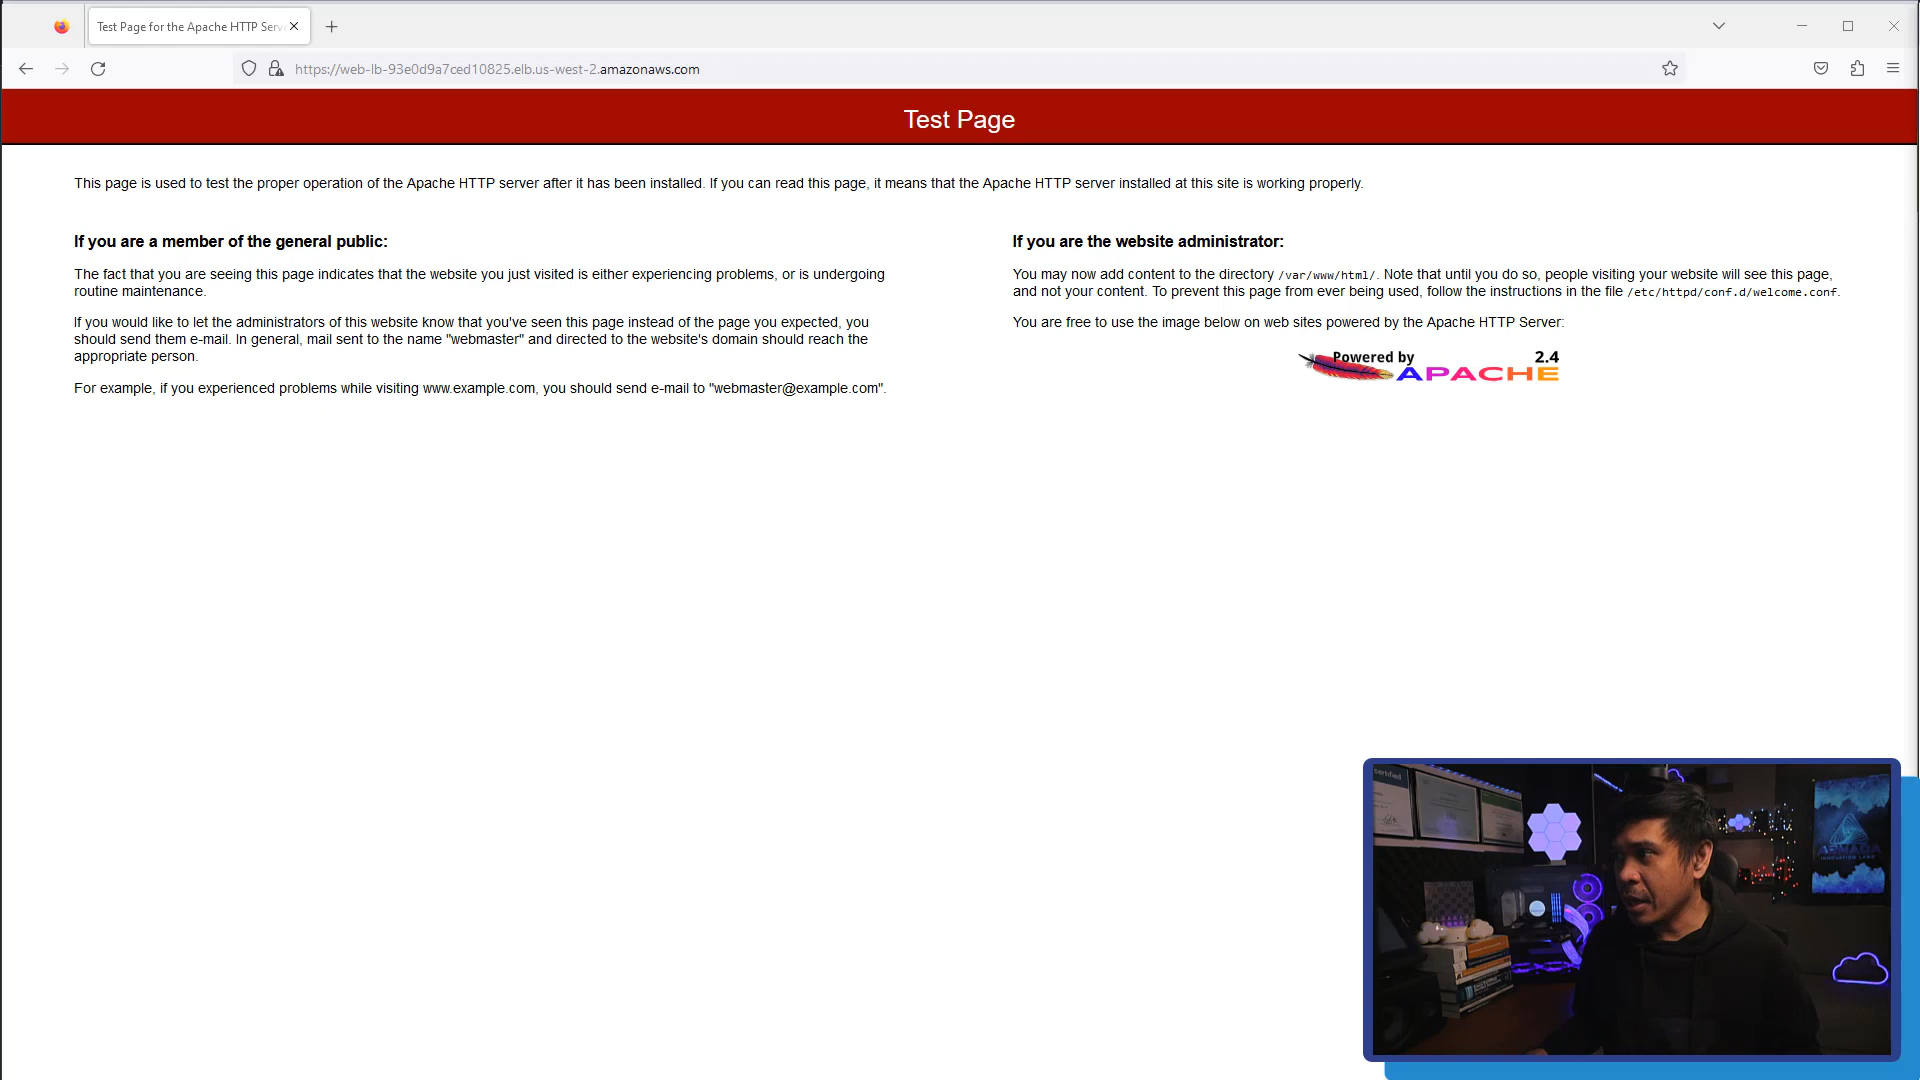 Test Page for the Apache HTTP Serv
https://web-lb-93e0d9a7ced10825.elb.us-west-2.amazonaws.com
Test Page
This page is used to test the proper operation of the Apache HTTP server after it has been installed. If you can read this page, it means that the Apache HTTP server installed at this site is working properly.
If you are a member of the general public:
The fact that you are seeing this page indicates that the website you just visited is either experiencing problems, or is undergoing
routine maintenance.
If you would like to let the administrators of this website know that you've seen this page instead of the page you expected, you
should send them e-mail. In general, mail sent to the name "webmaster" and directed to the website's domain should reach the
appropriate person.
For example, if you experienced problems while visiting www.example.com, you should send e-mail to "webmaster@example.com".
If you are the website administrator:
You may now add content to the directory /var/www/html/. Note that until you do so, people visiting your website will see this page,
and not your content. To prevent this page from ever being used, follow the instructions in the file /etc/httpd/conf.d/welcome.conf.
You are free to use the image below on web sites powered by the Apache HTTP Server:
Powered by 2.4
APACHE
INNOVATION LABS